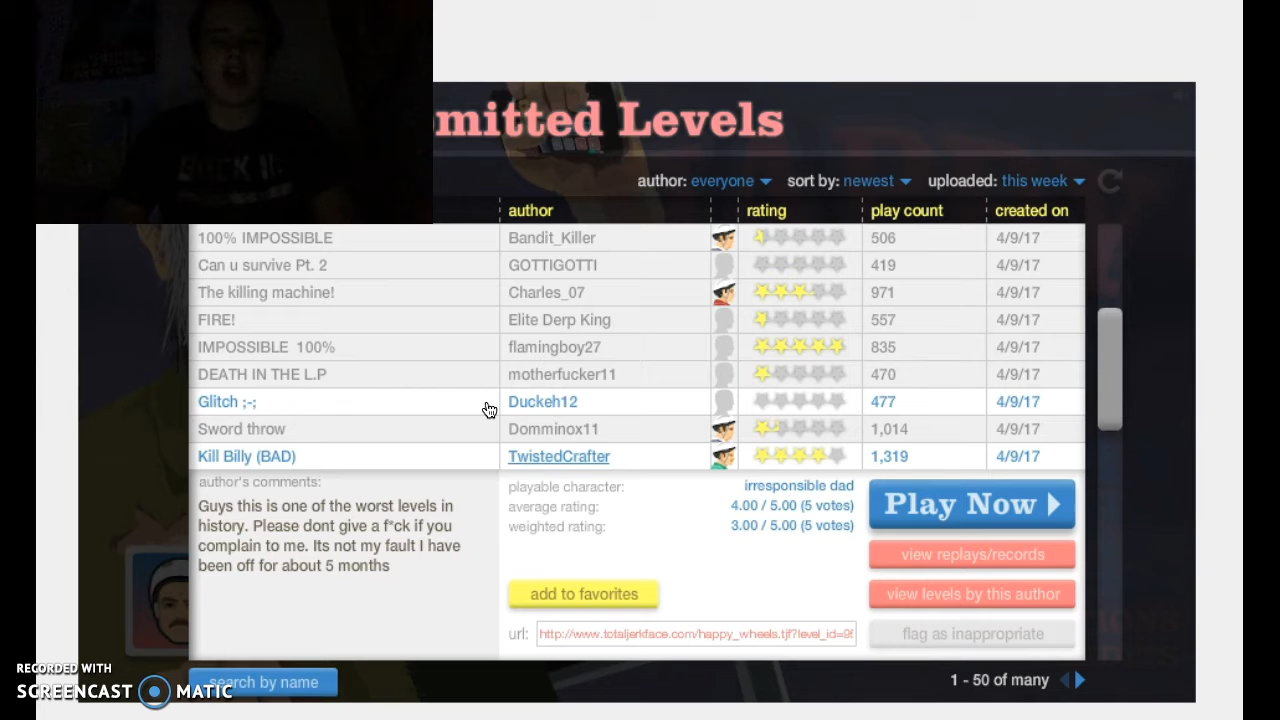 mitted Levels
author: everyone sort by: newest uploaded: this week
author rating play count created on
100% IMPOSSIBLE Bandit_Killer 506 4/9/17
Can u survive Pt. 2 GOTTIGOTTI 419 4/9/17
The killing machine! Charles_07 971 4/9/17
FIRE! Elite Derp King 557 4/9/17
IMPOSSIBLE 100% flamingboy27 835 4/9/17
DEATH IN THE L.P motherfucker11 470 4/9/17
Glitch ;-; Duckeh12 477 4/9/17
Sword throw Domminox11 1,014 4/9/17
Kill Billy (BAD) TwistedCrafter 1,319 4/9/17
author's comments:
Guys this is one of the worst levels in
history. Please dont give a f*ck if you
complain to me. Its not my fault I have
been off for about 5 months
playable character: irresponsible dad
average rating: 4.00 / 5.00 (5 votes)
weighted rating: 3.00 / 5.00 (5 votes)
add to favorites
url: http://www.totaljerkface.com/happy_wheels.tjf?level_id=9
Play Now
view replays/records
view levels by this author
flag as inappropriate
search by name
1 - 50 of many
RECORDED WITH
SCREENCAST MATIC